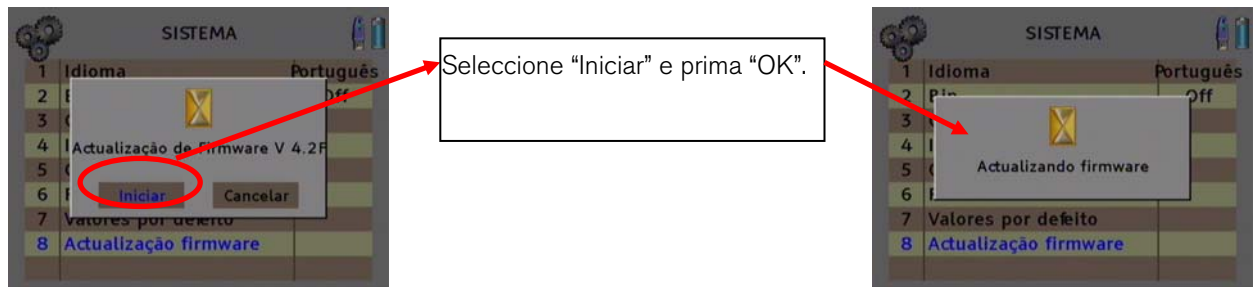 SISTEMA
1 Idioma Português
2 Off
3
4 Actualização de Firmware V 4.2F
5
6 Iniciar Cancelar
7 Valores por defeito
8 Actualização firmware
Seleccione “Iniciar” e prima “OK”.
SISTEMA
1 Idioma Português
2 Off
3
4
5 Actualizando firmware
6
7 Valores por defeito
8 Actualização firmware